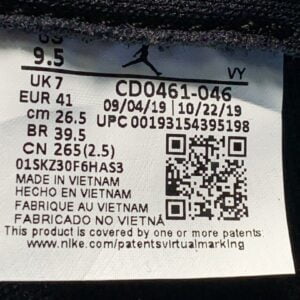 9.5
VY
UK 7
CD0461-046
EUR 41
09/04/19 10/22/19
cm 26.5
UPC 00193154395198
BR 39.5
CN 265(2.5)
01SKZ30F6HAS3
MADE IN VIETNAM
HECHO EN VIETNAM
FABRIQUE AU VIETNAM
FABRICADO NO VIETNÃ
This product is covered by one or more patents
www.nike.com/patentsvirtualmarking